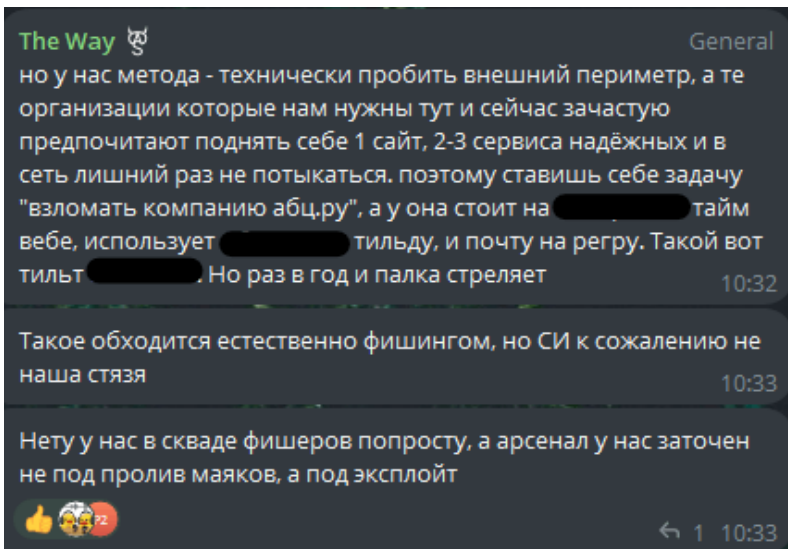 The Way General
но у нас метода - технически пробить внешний периметр, а те
организации которые нам нужны тут и сейчас зачастую
предпочитают поднять себе 1 сайт, 2-3 сервиса надёжных и в
сеть лишний раз не потыкаться. поэтому ставишь себе задачу
"взломать компанию абц.ру", а у она стоит на тайм
вебе, использует тильду, и почту на регру. Такой вот
тильт . Но раз в год и палка стреляет
10:32
Такое обходится естественно фишингом, но СИ к сожалению не
наша стязя
10:33
Нету у нас в скваде фишеров попросту, а арсенал у нас заточен
не под пролив маяков, а под эксплойт
1 10:33